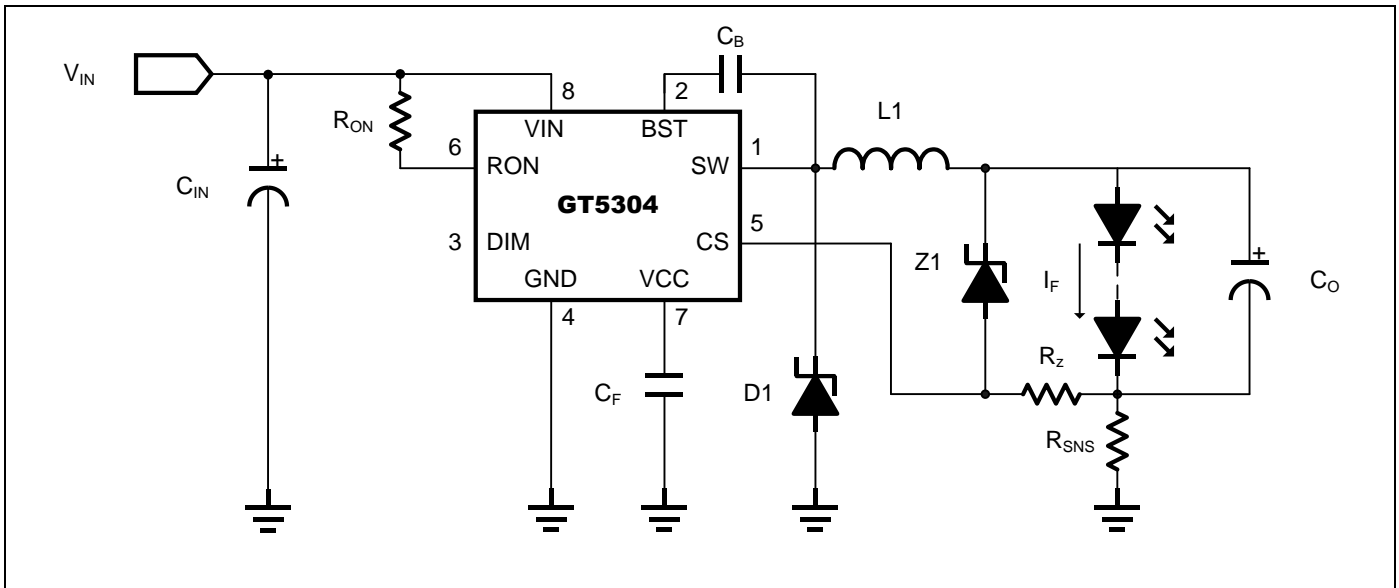 C_B
V_IN
8
2
L1
R_ON
VIN
BST
6
RON
SW
1
C_IN
GT5304
5
3
DIM
CS
Z1
I_F
C_O
GND
VCC
4
7
R_z
C_F
D1
R_SNS
+
+